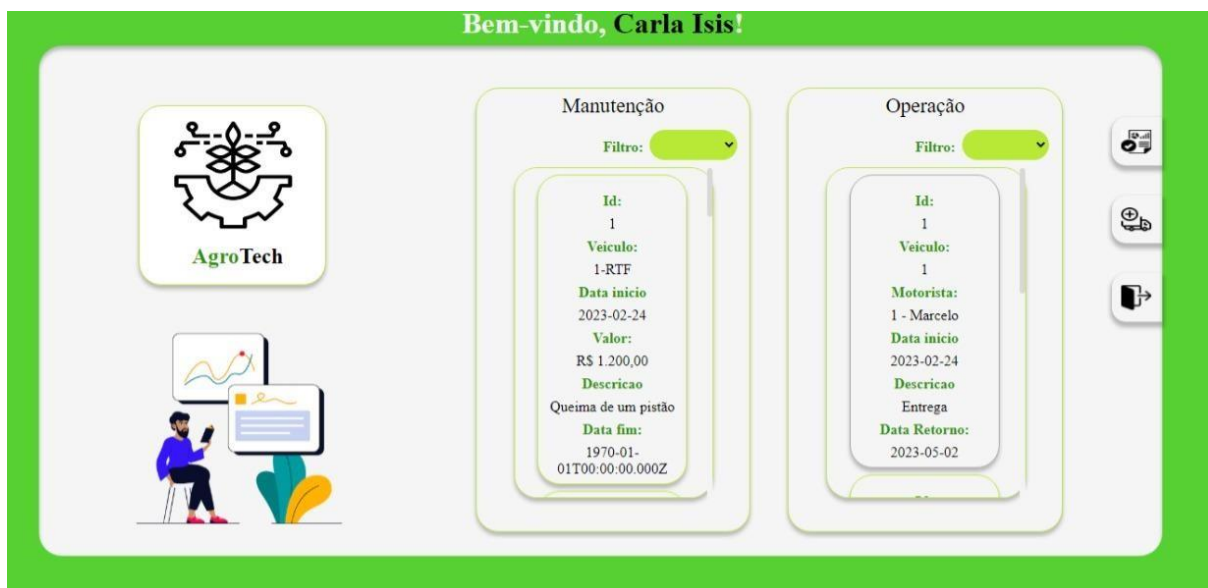 Bem-vindo, Carla Isis!
AgroTech
Manutenção
Filtro:
Id:
1
Veiculo:
1-RTF
Data inicio
2023-02-24
Valor:
R$ 1.200,00
Descricao
Queima de um pistão
Data fim:
1970-01-
01T00:00:00.000Z
Operação
Filtro:
Id:
1
Veiculo:
1
Motorista:
1 - Marcelo
Data inicio
2023-02-24
Descricao
Entrega
Data Retorno:
2023-05-02